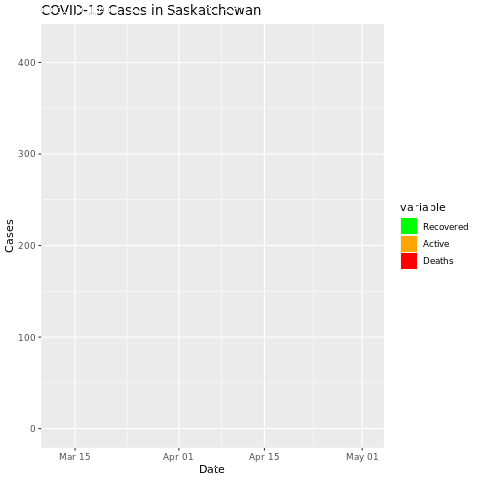 COVID-19 Cases in Saskatchewan
400
300
200
100
0
Cases
Mar 15
Apr 01
Apr 15
May 01
Date
variable
Recovered
Active
Deaths